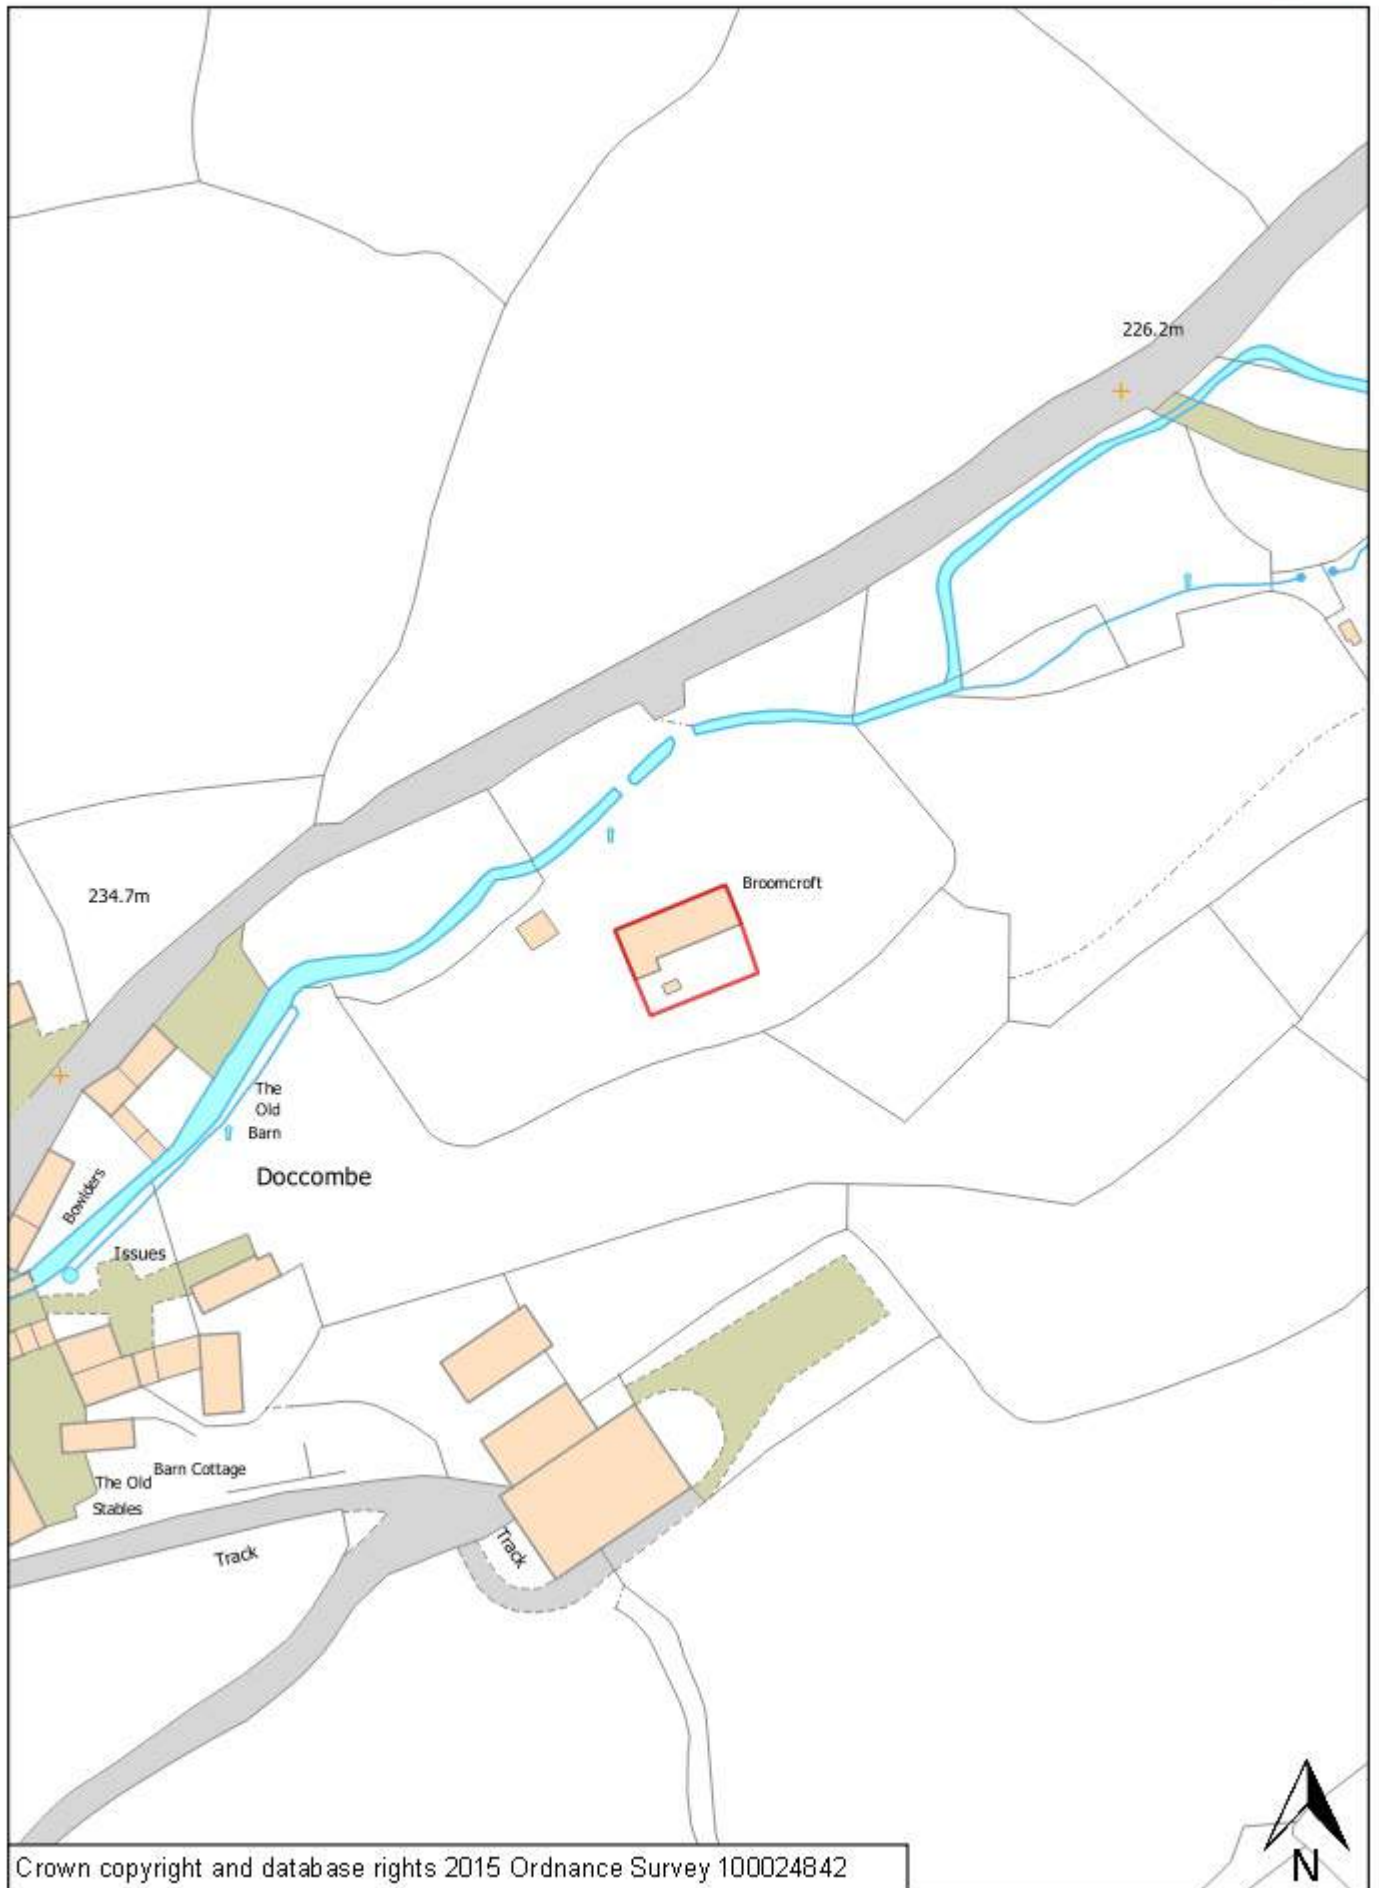 226.2m
Broomcroft
234.7m
The
Old
Barn
Doccombe
Bowlders
Issues
Barn Cottage
The Old
Stables
Track
Track
N
Crown copyright and database rights 2015 Ordnance Survey 100024842